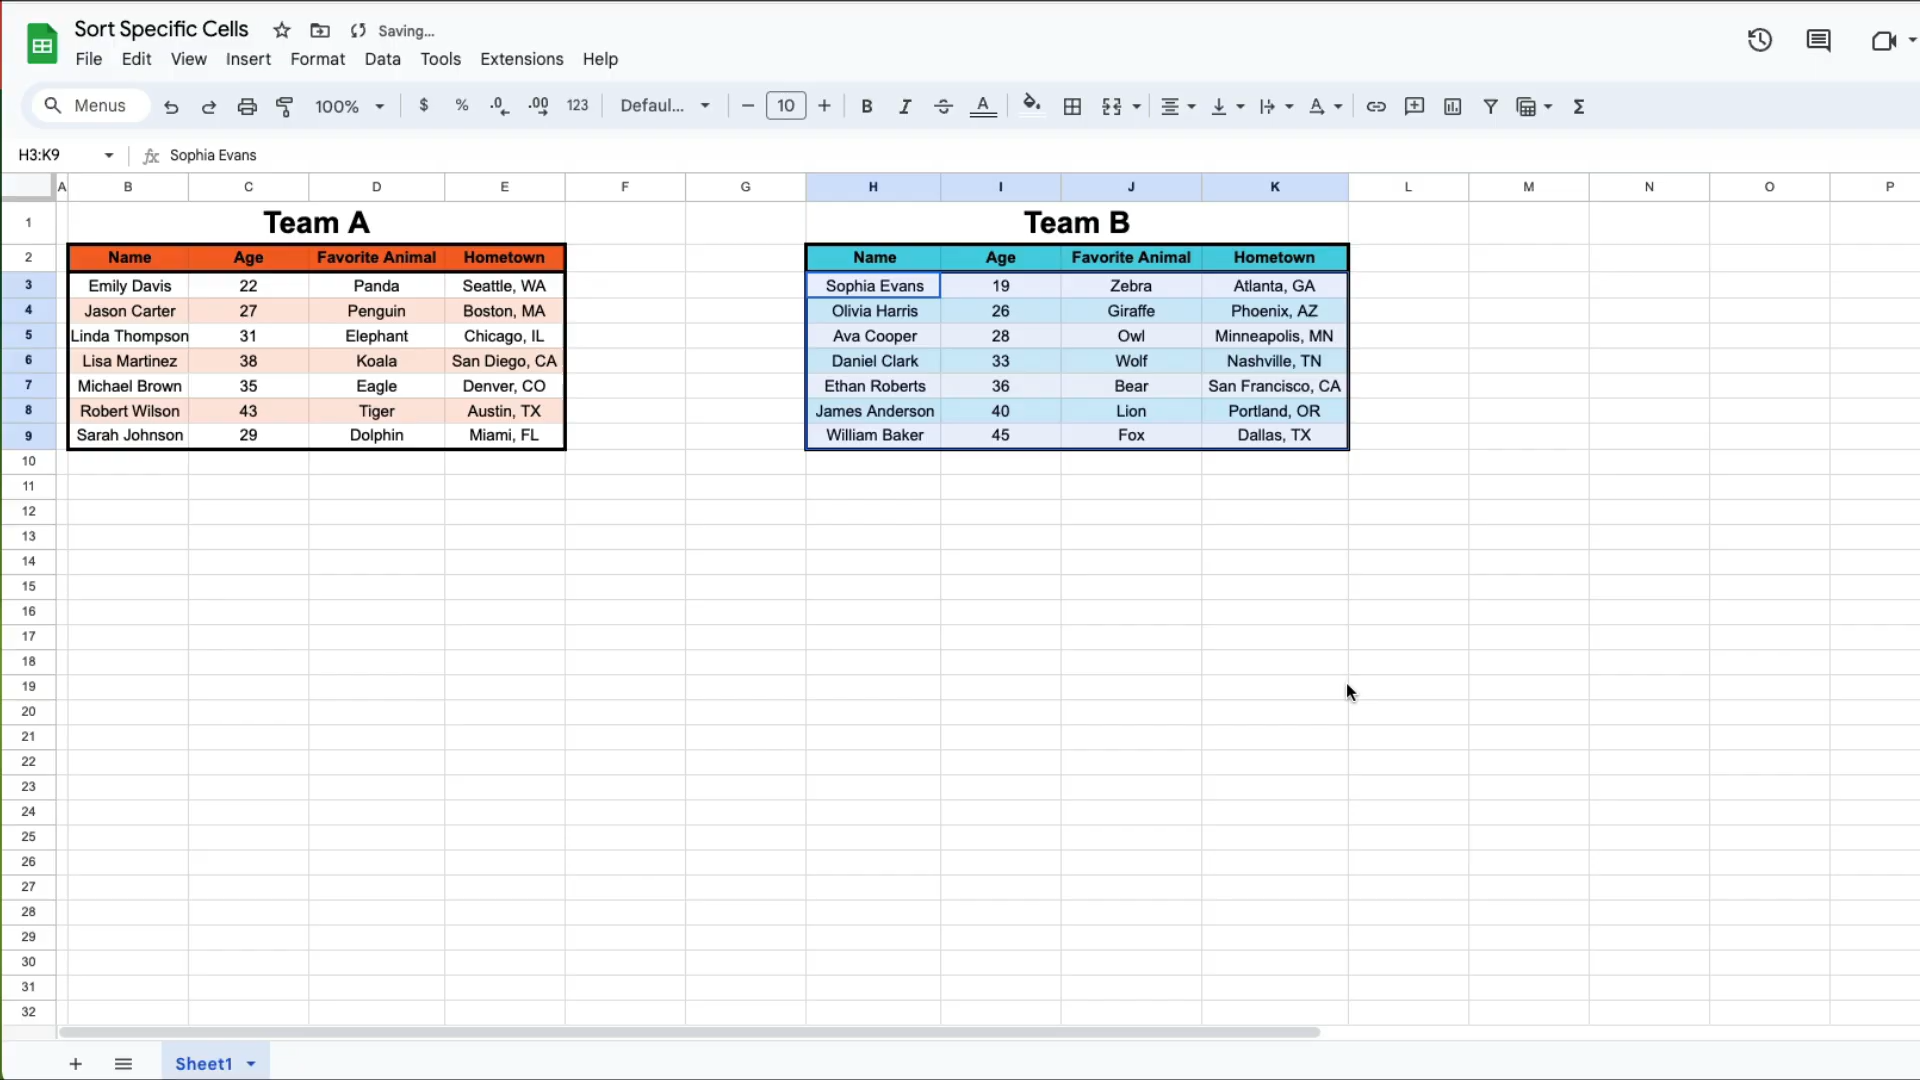 Sort Specific Cells Saving...
File Edit View Insert Format Data Tools Extensions Help
Menus 100% $ % .0 .00 123 Defaul... 10 B I A A Σ
H3:K9 fx Sophia Evans
A B C D E F G H I J K L M N O P
1 Team A Team B
2 Name Age Favorite Animal Hometown Name Age Favorite Animal Hometown
3 Emily Davis 22 Panda Seattle, WA Sophia Evans 19 Zebra Atlanta, GA
4 Jason Carter 27 Penguin Boston, MA Olivia Harris 26 Giraffe Phoenix, AZ
5 Linda Thompson 31 Elephant Chicago, IL Ava Cooper 28 Owl Minneapolis, MN
6 Lisa Martinez 38 Koala San Diego, CA Daniel Clark 33 Wolf Nashville, TN
7 Michael Brown 35 Eagle Denver, CO Ethan Roberts 36 Bear San Francisco, CA
8 Robert Wilson 43 Tiger Austin, TX James Anderson 40 Lion Portland, OR
9 Sarah Johnson 29 Dolphin Miami, FL William Baker 45 Fox Dallas, TX
10
11
12
13
14
15
16
17
18
19
20
21
22
23
24
25
26
27
28
29
30
31
32
Sheet1